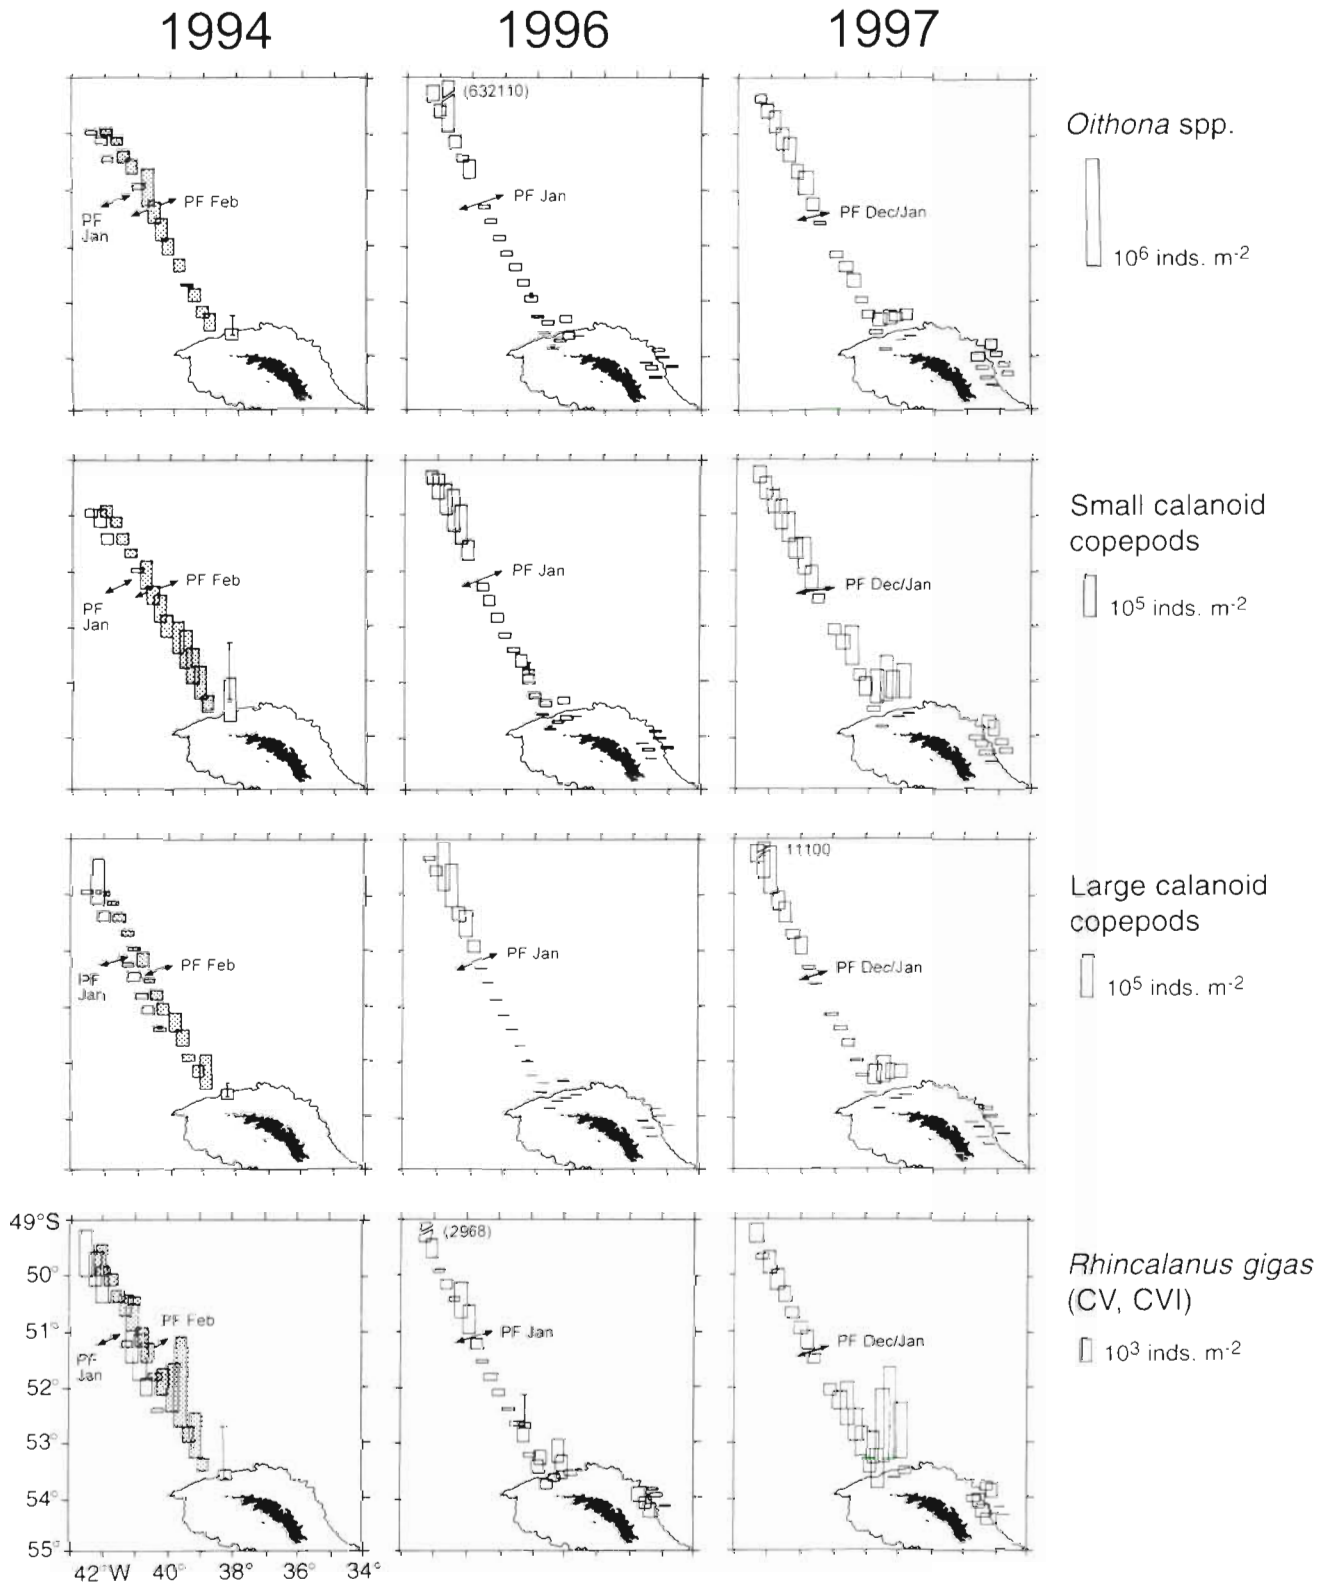 1994 1996 1997
(632110)
PF Jan
PF Feb
PF Jan
PF Dec/Jan
Oithona spp.
10⁶ inds. m⁻²
PF Jan
PF Feb
PF Jan
PF Dec/Jan
Small calanoid
copepods
10⁵ inds. m⁻²
PF Jan
PF Feb
PF Jan
11100
PF Dec/Jan
Large calanoid
copepods
10⁵ inds. m⁻²
49°S
50°
51°
52°
53°
54°
55°
PF Jan
PF Feb
(2968)
PF Jan
PF Dec/Jan
Rhincalanus gigas
(CV, CVI)
10³ inds. m⁻²
42°W 40° 38° 36° 34°